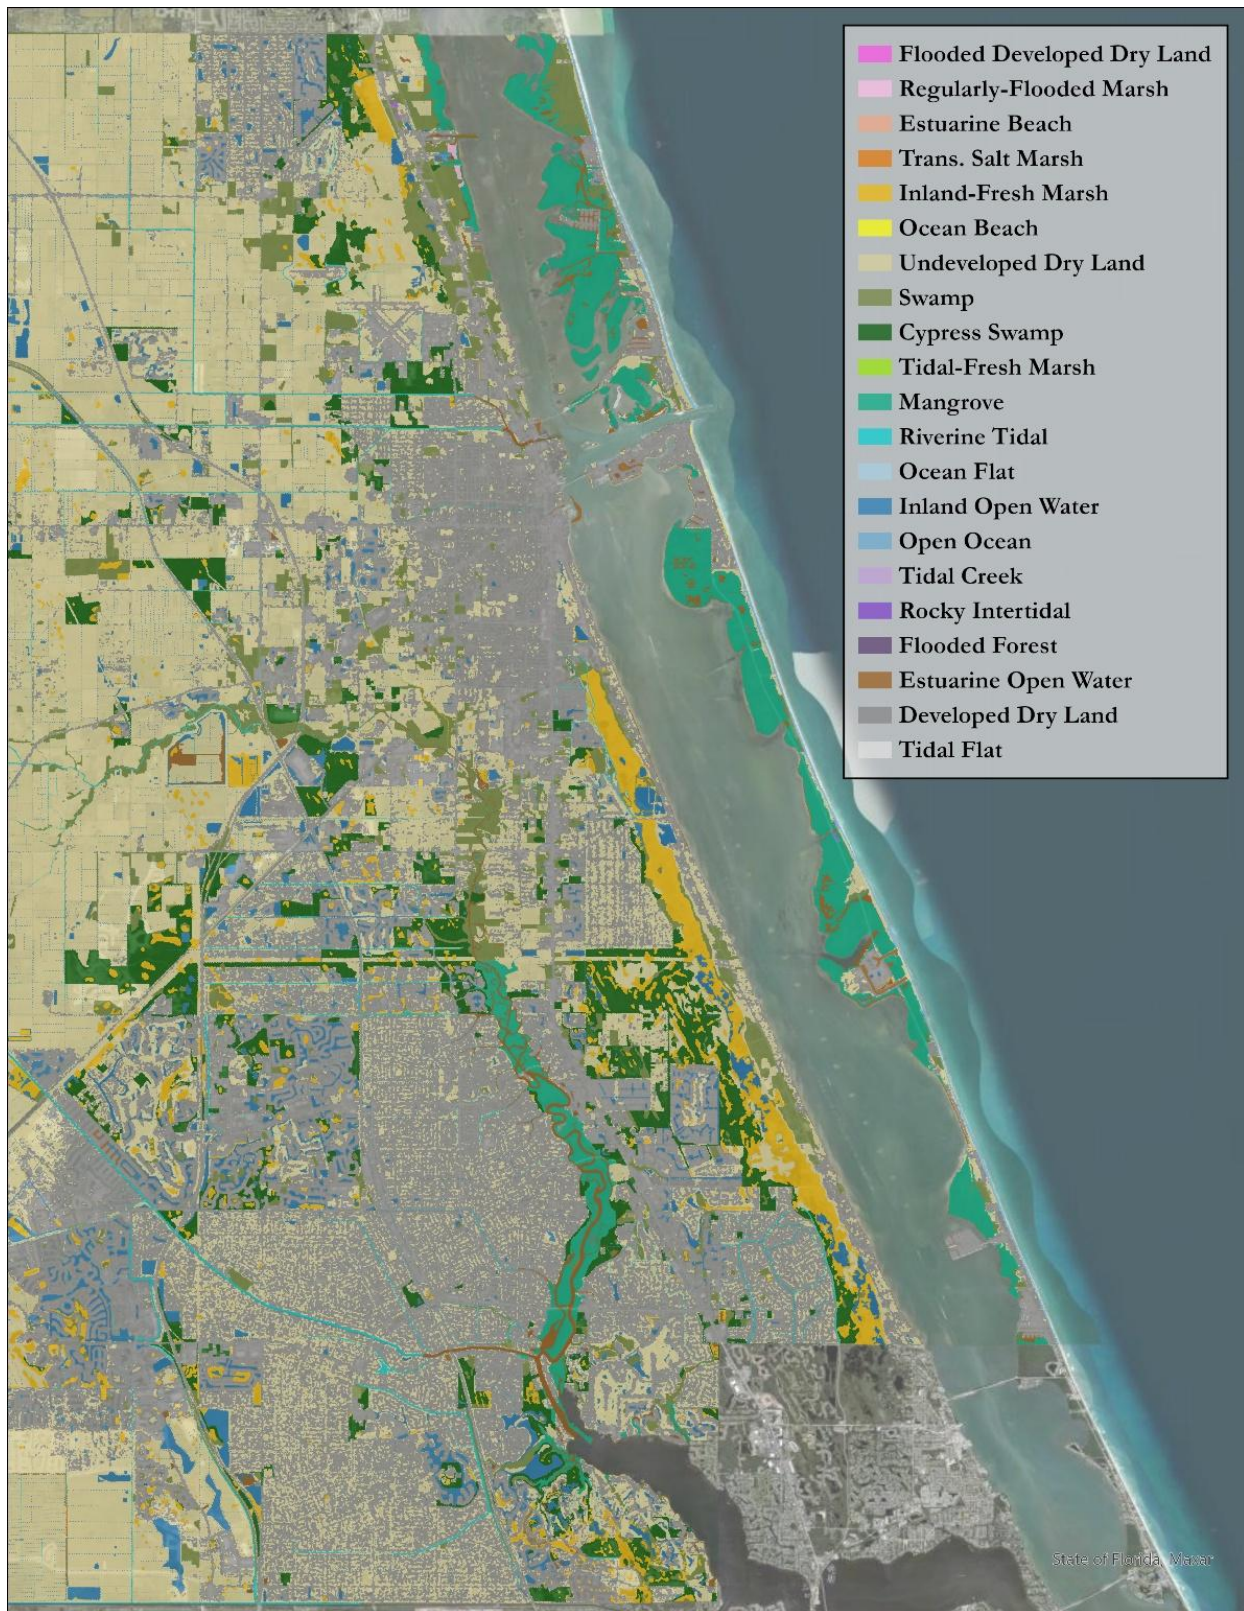 Flooded Developed Dry Land
Regularly-Flooded Marsh
Estuarine Beach
Trans. Salt Marsh
Inland-Fresh Marsh
Ocean Beach
Undeveloped Dry Land
Swamp
Cypress Swamp
Tidal-Fresh Marsh
Mangrove
Riverine Tidal
Ocean Flat
Inland Open Water
Open Ocean
Tidal Creek
Rocky Intertidal
Flooded Forest
Estuarine Open Water
Developed Dry Land
Tidal Flat
State of Florida, Maxar